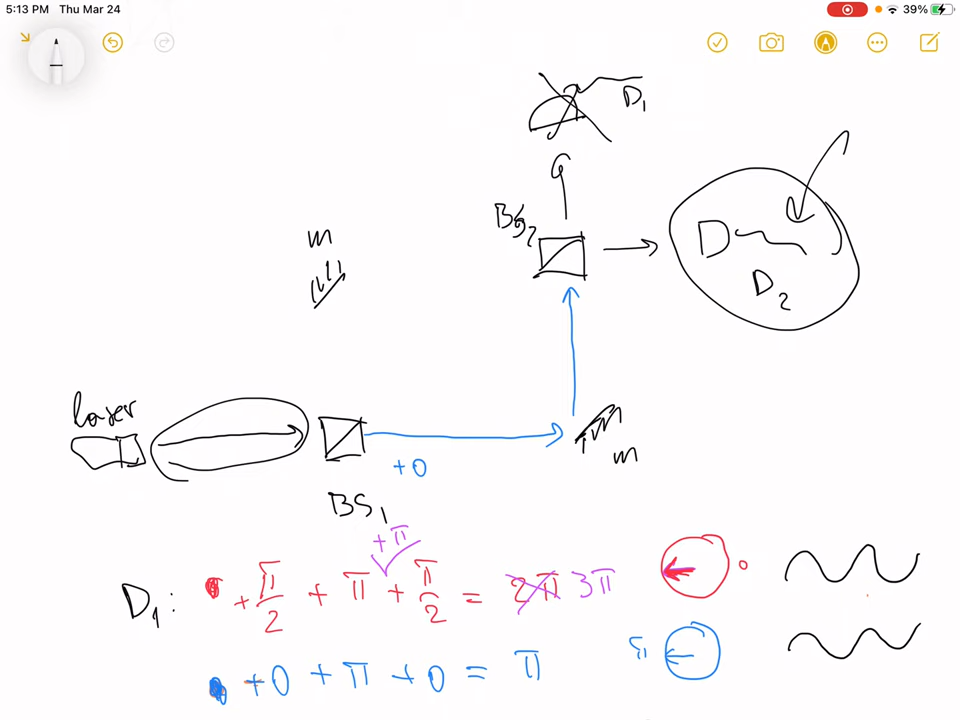 5:13 PM Thu Mar 24
39%
D1
BS2
m
D
D2
laser
+0
m
BS1
+π
D1: +π/2 + π + π/2 = 2π 3π
0
+0 + π + 0 = π
π